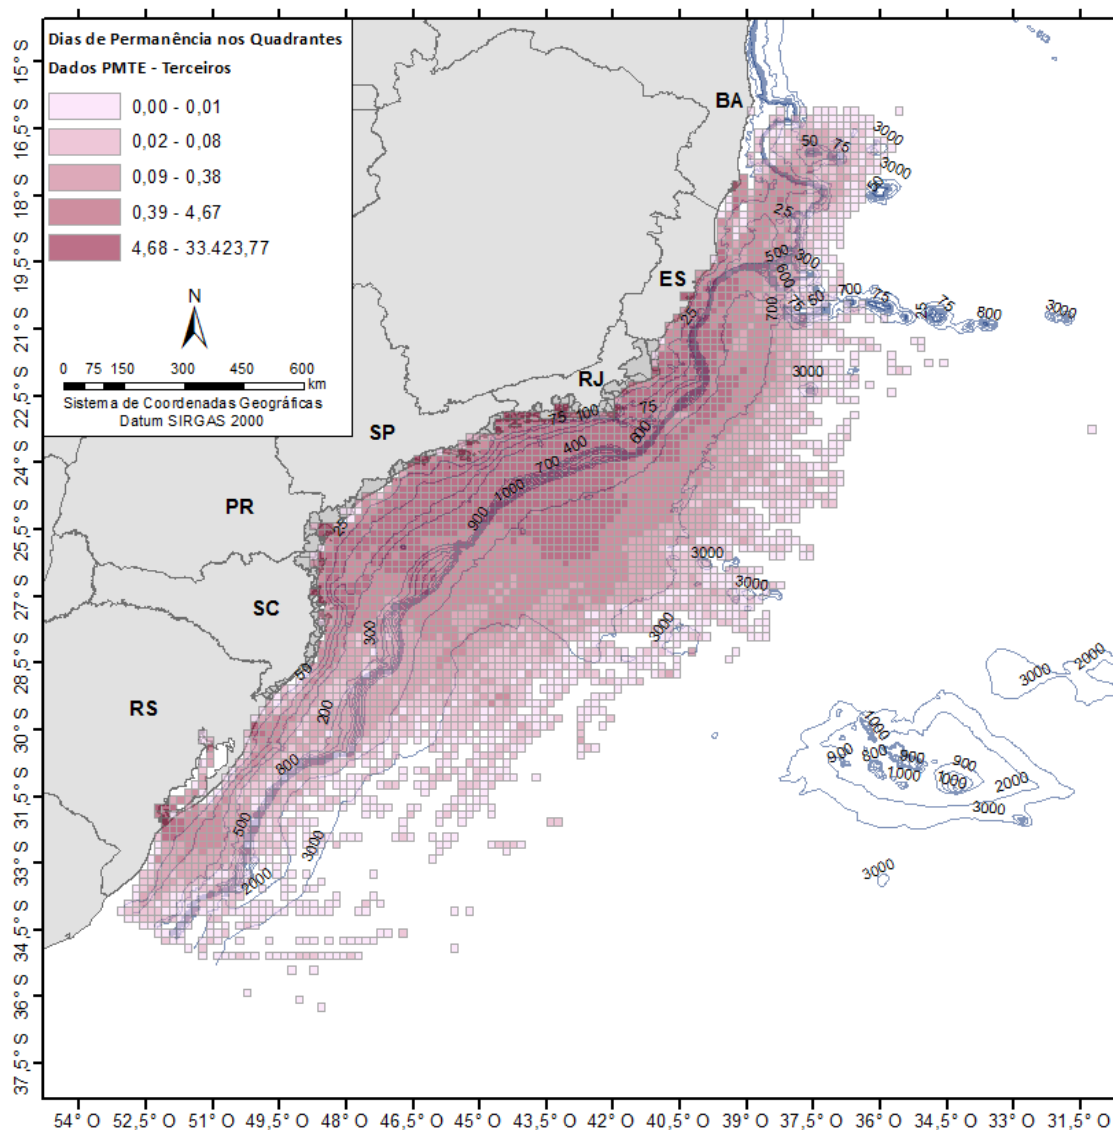 Dias de Permanência nos Quadrantes
Dados PMTE - Terceiros
0,00 - 0,01
0,02 - 0,08
0,09 - 0,38
0,39 - 4,67
4,68 - 33.423,77
N
0 75 150 300 450 600
km
Sistema de Coordenadas Geográficas
Datum SIRGAS 2000
BA
ES
RJ
SP
PR
SC
RS
50
75
3000
3000
50
25
500
300
600
700
75
50
700
75
25
75
800
3000
25
3000
75
100
75
600
400
700
1000
900
25
3000
3000
3000
300
50
200
800
500
3000
2000
3000
2000
1000
900
800
900
1000
900
1000
2000
3000
3000
15° S
16,5° S
18° S
19,5° S
21° S
22,5° S
24° S
25,5° S
27° S
28,5° S
30° S
31,5° S
33° S
34,5° S
36° S
37,5° S
54° O 52,5° O 51° O 49,5° O 48° O 46,5° O 45° O 43,5° O 42° O 40,5° O 39° O 37,5° O 36° O 34,5° O 33° O 31,5° O